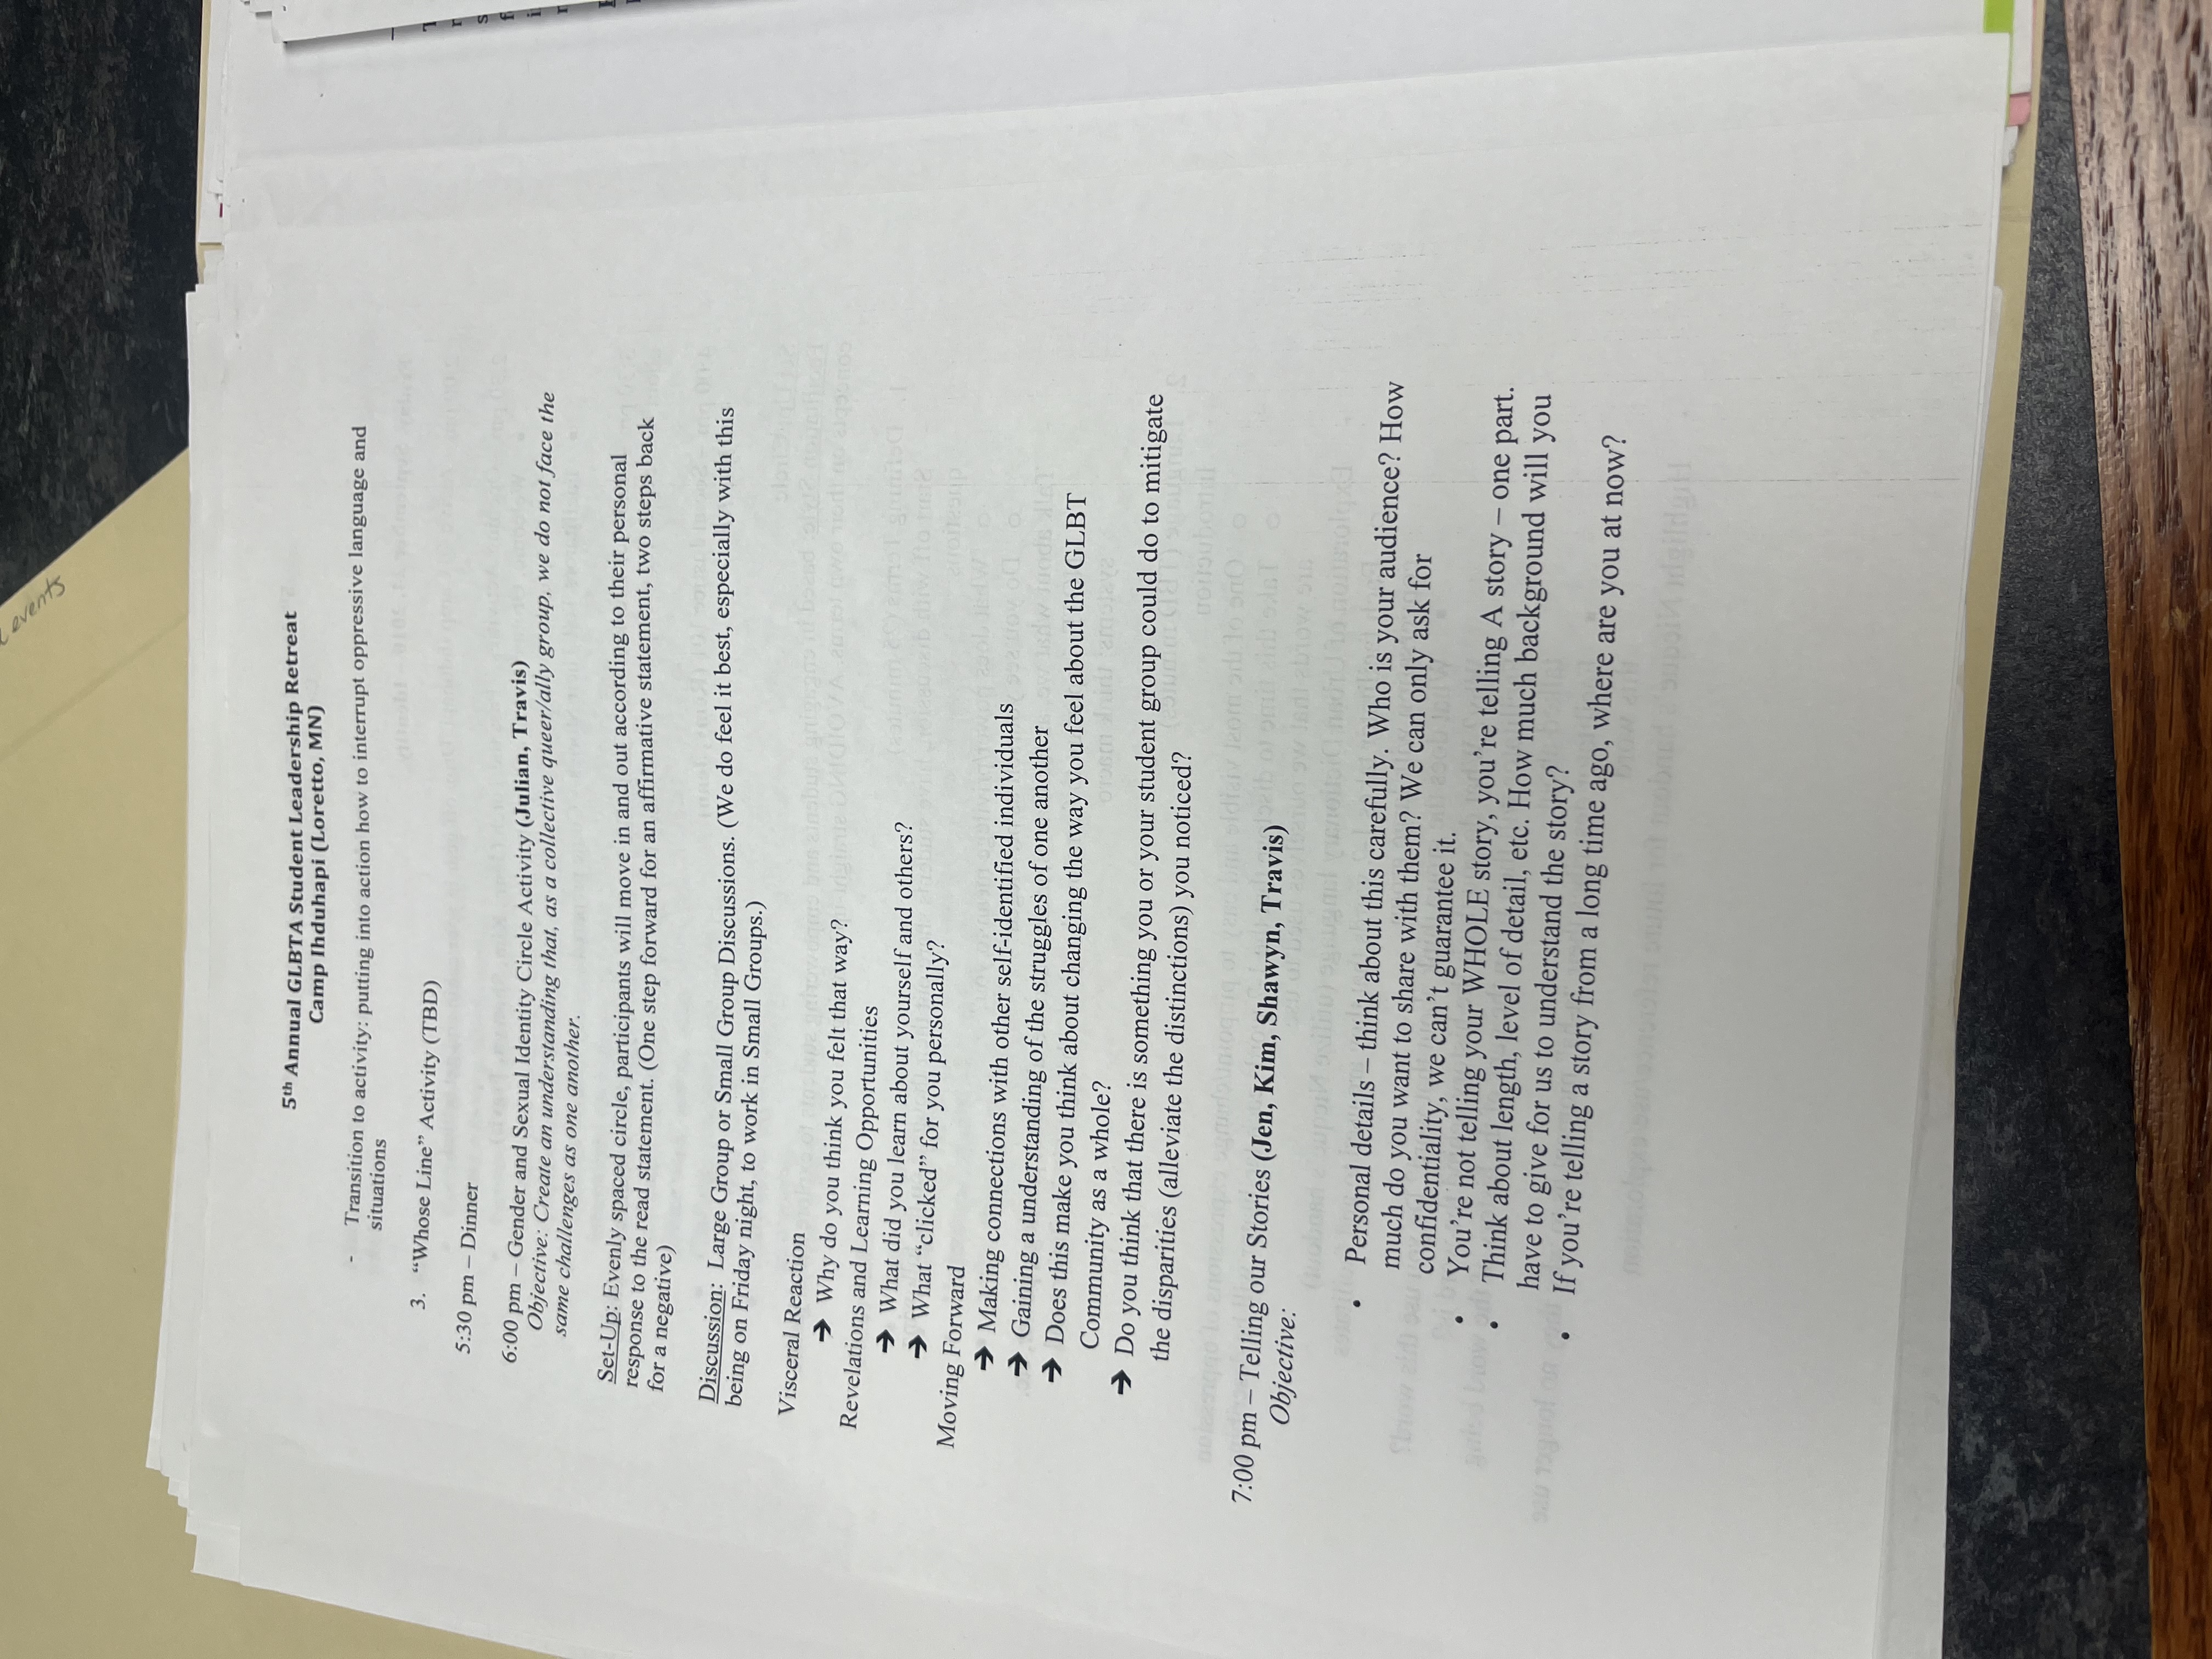 events
5th Annual GLBTA Student Leadership Retreat
Camp Ihduhapi (Loretto, MN)
- Transition to activity: putting into action how to interrupt oppressive language and
situations
3. “Whose Line” Activity (TBD)
5:30 pm – Dinner
6:00 pm – Gender and Sexual Identity Circle Activity (Julian, Travis)
Objective: Create an understanding that, as a collective queer/ally group, we do not face the
same challenges as one another.
Set-Up: Evenly spaced circle, participants will move in and out according to their personal
response to the read statement. (One step forward for an affirmative statement, two steps back
for a negative)
Discussion: Large Group or Small Group Discussions. (We do feel it best, especially with this
being on Friday night, to work in Small Groups.)
Visceral Reaction
➔ Why do you think you felt that way?
Revelations and Learning Opportunities
➔ What did you learn about yourself and others?
➔ What “clicked” for you personally?
Moving Forward
➔ Making connections with other self-identified individuals
➔ Gaining a understanding of the struggles of one another
➔ Does this make you think about changing the way you feel about the GLBT
Community as a whole?
➔ Do you think that there is something you or your student group could do to mitigate
the disparities (alleviate the distinctions) you noticed?
7:00 pm – Telling our Stories (Jen, Kim, Shawyn, Travis)
Objective:
• Personal details – think about this carefully. Who is your audience? How
much do you want to share with them? We can only ask for
confidentiality, we can’t guarantee it.
• You’re not telling your WHOLE story, you’re telling A story – one part.
• Think about length, level of detail, etc. How much background will you
have to give for us to understand the story?
• If you’re telling a story from a long time ago, where are you at now?